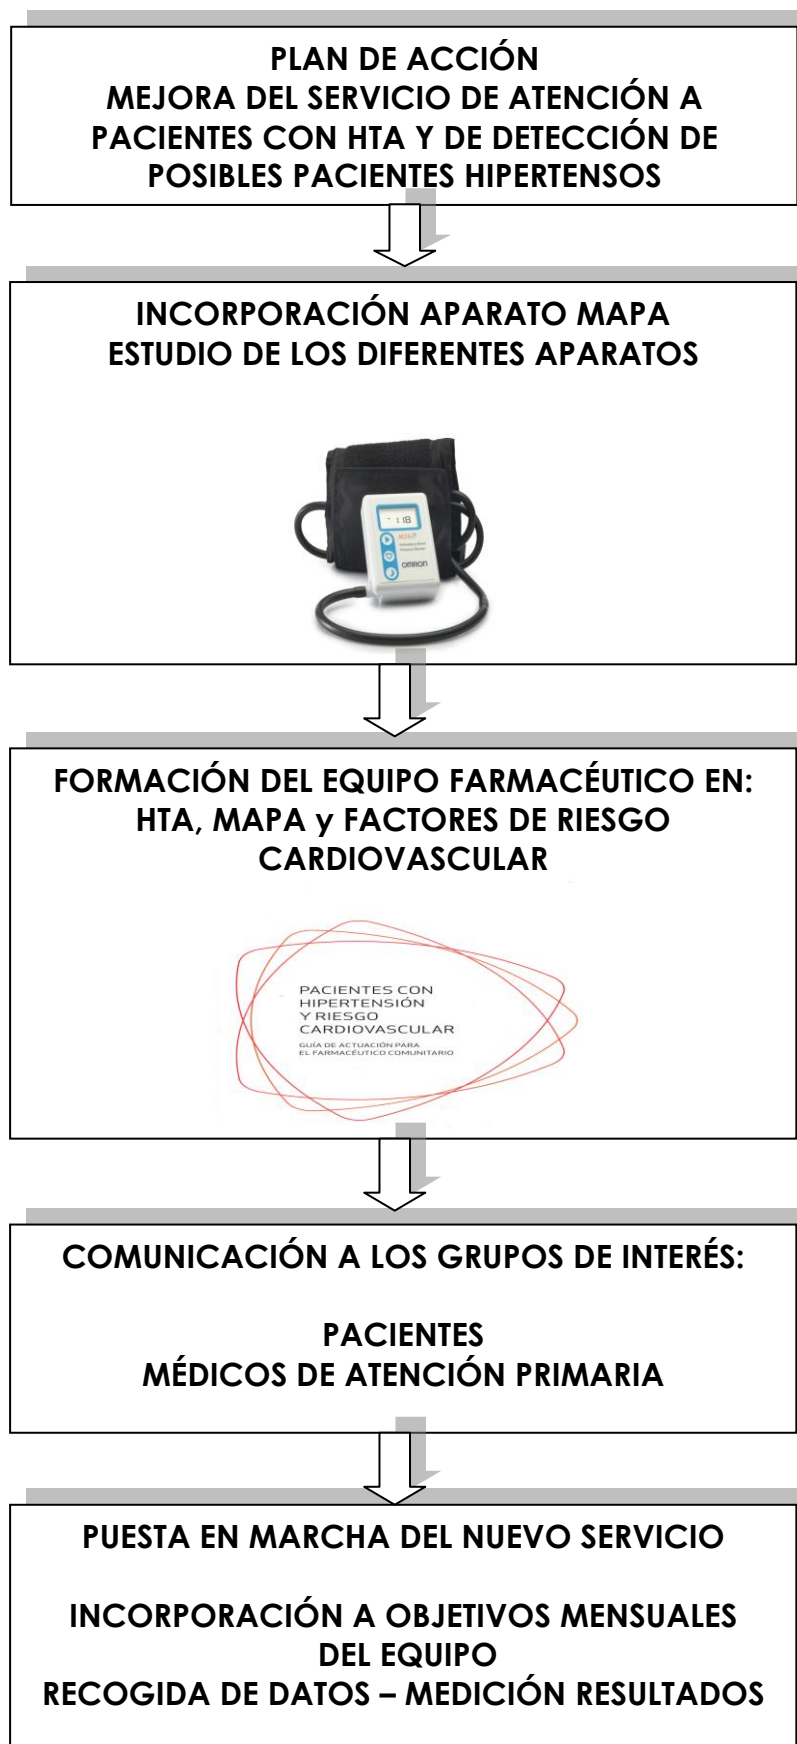 PLAN DE ACCIÓN
MEJORA DEL SERVICIO DE ATENCIÓN A
PACIENTES CON HTA Y DE DETECCIÓN DE
POSIBLES PACIENTES HIPERTENSOS
INCORPORACIÓN APARATO MAPA
ESTUDIO DE LOS DIFERENTES APARATOS
118
OMRON
FORMACIÓN DEL EQUIPO FARMACÉUTICO EN:
HTA, MAPA y FACTORES DE RIESGO
CARDIOVASCULAR
PACIENTES CON
HIPERTENSIÓN
Y RIESGO
CARDIOVASCULAR
GUÍA DE ACTUACIÓN PARA
EL FARMACÉUTICO COMUNITARIO
COMUNICACIÓN A LOS GRUPOS DE INTERÉS:
PACIENTES
MÉDICOS DE ATENCIÓN PRIMARIA
PUESTA EN MARCHA DEL NUEVO SERVICIO
INCORPORACIÓN A OBJETIVOS MENSUALES
DEL EQUIPO
RECOGIDA DE DATOS – MEDICIÓN RESULTADOS